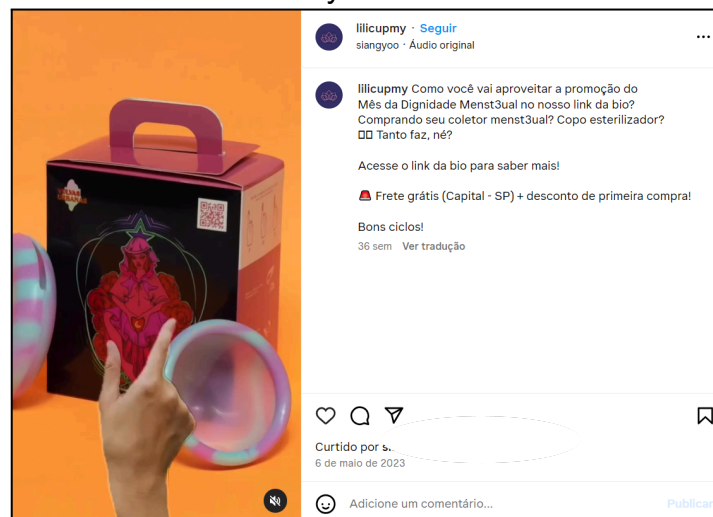 lilicupmy · Seguir
siangyoo · Áudio original
lilicupmy Como você vai aproveitar a promoção do
Mês da Dignidade Menst3ual no nosso link da bio?
Comprando seu coletor menst3ual? Copo esterilizador?
Tanto faz, né?
Acesse o link da bio para saber mais!
🚨 Frete grátis (Capital - SP) + desconto de primeira compra!
Bons ciclos!
36 sem Ver tradução
Curtido por
6 de maio de 2023
Adicione um comentário...
Publicar